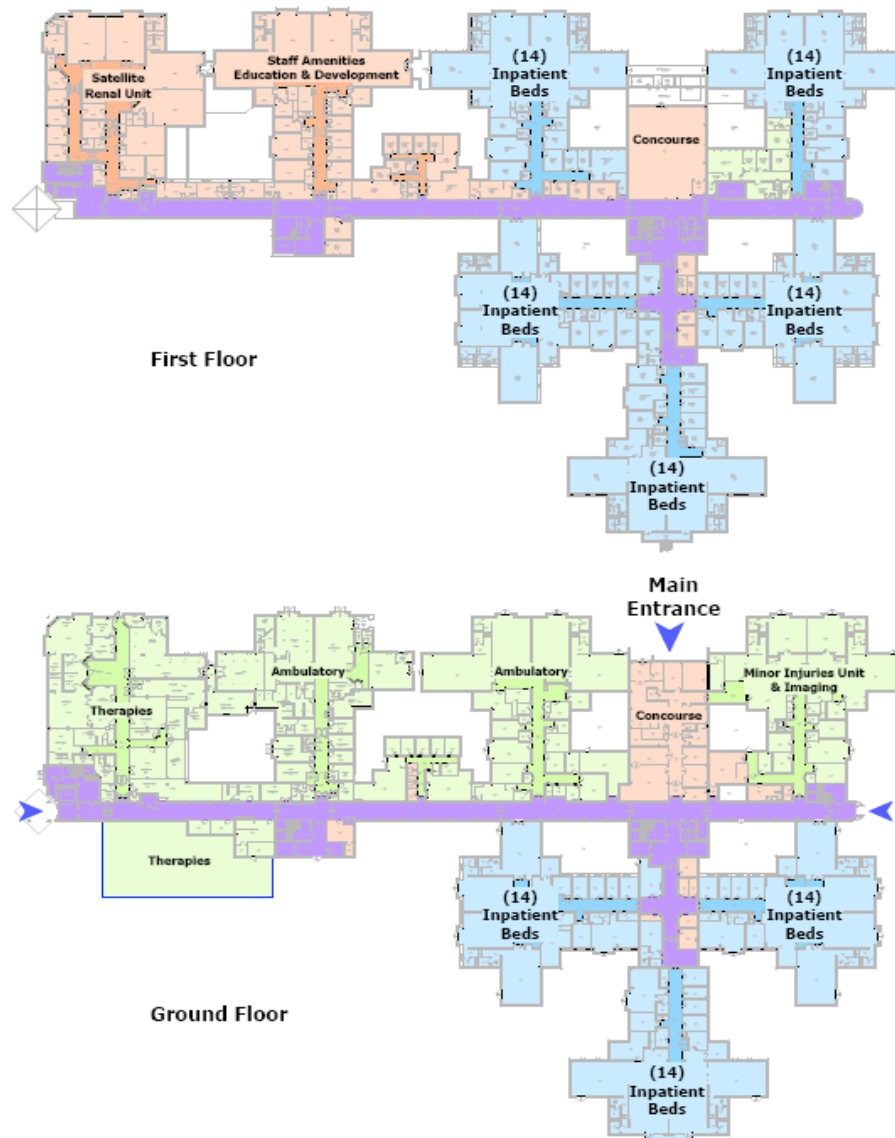 Satellite
Renal Unit
Staff Amenities
Education & Development
(14)
Inpatient
Beds
(14)
Inpatient
Beds
Concourse
(14)
Inpatient
Beds
(14)
Inpatient
Beds
First Floor
(14)
Inpatient
Beds
Main
Entrance
Therapies
Ambulatory
Ambulatory
Concourse
Minor Injuries Unit
& Imaging
Therapies
(14)
Inpatient
Beds
(14)
Inpatient
Beds
Ground Floor
(14)
Inpatient
Beds